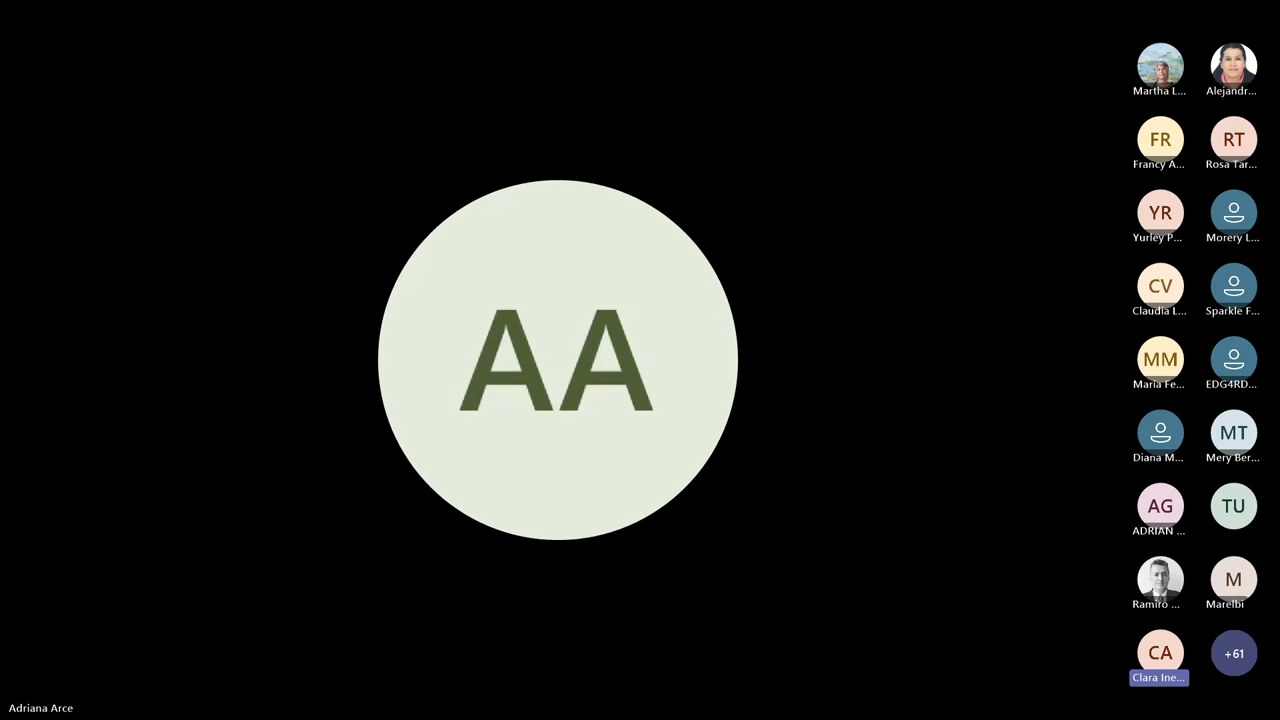 Martha L...
Alejandr...
FR
Francy A...
RT
Rosa Tar...
YR
Yurley P...
Morery L...
CV
Claudia L...
Sparkle F...
MM
Maria Fe...
EDG4RD...
Diana M...
MT
Mery Ber...
AG
ADRIAN ...
TU
Ramiro ...
M
Marelbi
CA
Clara Ine...
+61
AA
Adriana Arce